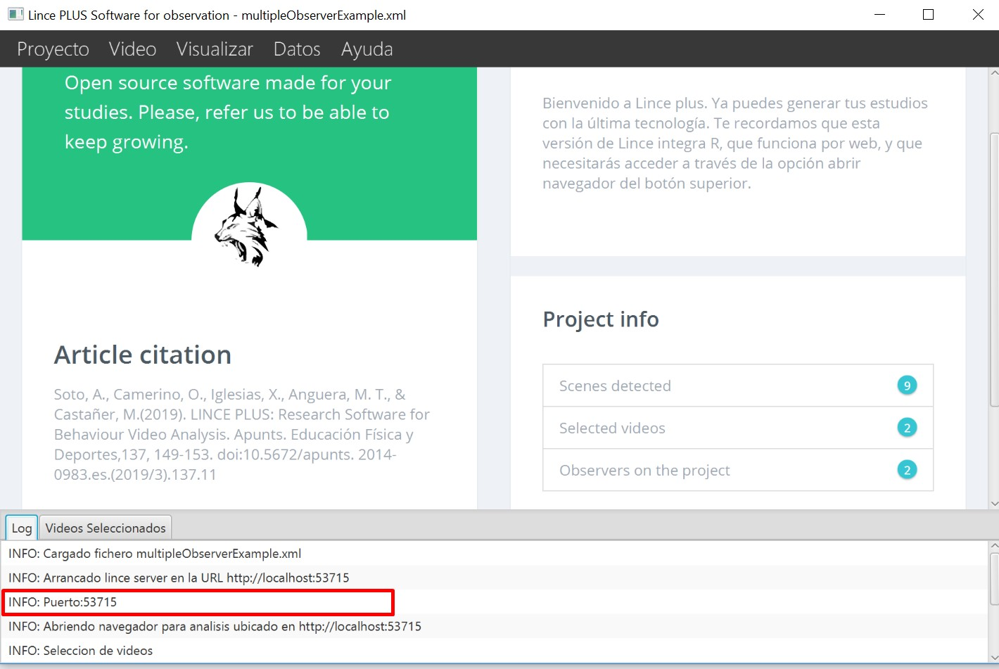 Lince PLUS Software for observation - multipleObserverExample.xml
Proyecto Video Visualizar Datos Ayuda
Open source software made for your
studies. Please, refer us to be able to
keep growing.
Article citation
Soto, A., Camerino, O., Iglesias, X., Anguera, M. T., &
Castañer, M.(2019). LINCE PLUS: Research Software for
Behaviour Video Analysis. Apunts. Educación Física y
Deportes,137, 149-153. doi:10.5672/apunts. 2014-
0983.es.(2019/3).137.11
Bienvenido a Lince plus. Ya puedes generar tus estudios
con la última tecnología. Te recordamos que esta
versión de Lince integra R, que funciona por web, y que
necesitarás acceder a través de la opción abrir
navegador del botón superior.
Project info
Scenes detected 9
Selected videos 2
Observers on the project 2
Log Videos Seleccionados
INFO: Cargado fichero multipleObserverExample.xml
INFO: Arrancado lince server en la URL http://localhost:53715
INFO: Puerto:53715
INFO: Abriendo navegador para analisis ubicado en http://localhost:53715
INFO: Seleccion de videos